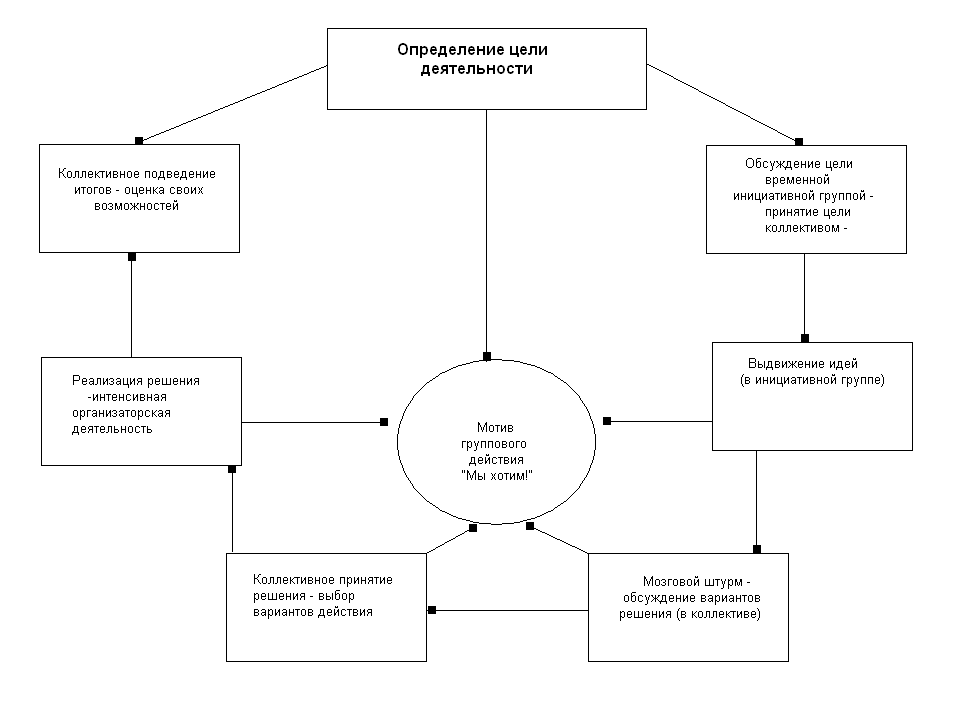 Определение цели
деятельности
Коллективное подведение
итогов - оценка своих
возможностей
Обсуждение цели
временной
инициативной группой -
принятие цели
коллективом -
Реализация решения
-интенсивная
организаторская
деятельность
Выдвижение идей
(в инициативной группе)
Мотив
группового
действия
"Мы хотим!"
Коллективное принятие
решения - выбор
вариантов действия
Мозговой штурм -
обсуждение вариантов
решения (в коллективе)